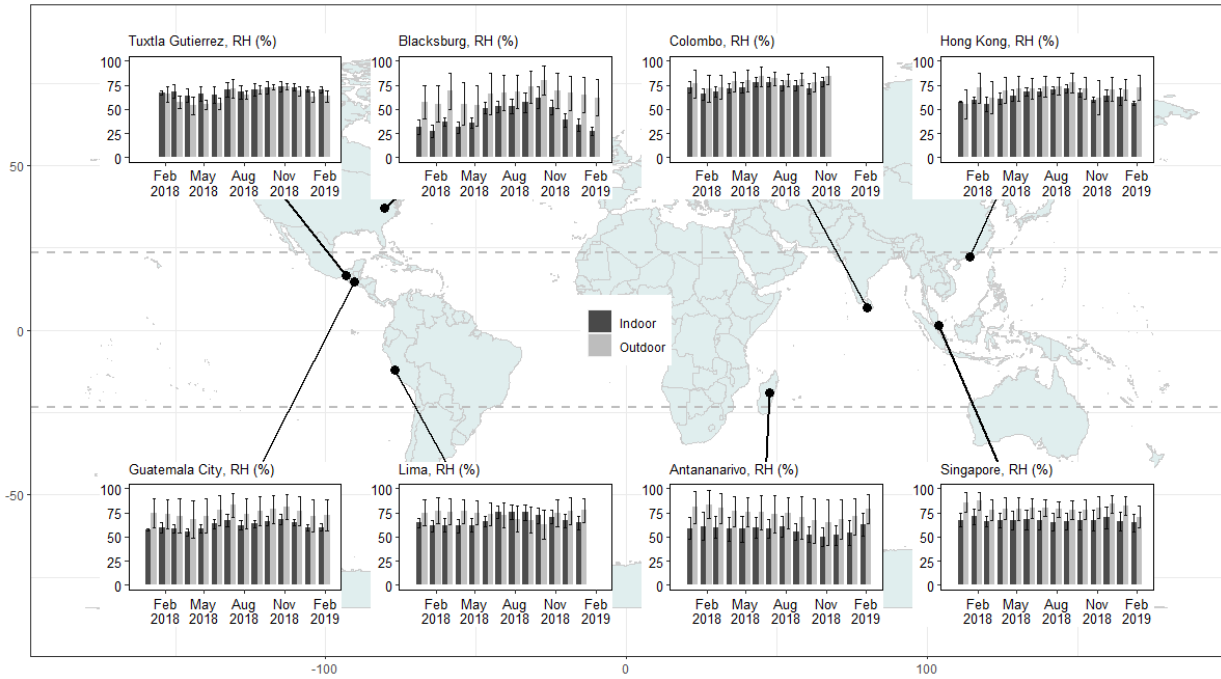 Tuxtla Gutierrez, RH (%)
100
75
50
25
0
Feb May Aug Nov Feb
2018 2018 2018 2018 2019
Blacksburg, RH (%)
100
75
50
25
0
Feb May Aug Nov Feb
2018 2018 2018 2018 2019
Colombo, RH (%)
100
75
50
25
0
Feb May Aug Nov Feb
2018 2018 2018 2018 2019
Hong Kong, RH (%)
100
75
50
25
0
Feb May Aug Nov Feb
2018 2018 2018 2018 2019
50
0
-50
Indoor
Outdoor
Guatemala City, RH (%)
100
75
50
25
0
Feb May Aug Nov Feb
2018 2018 2018 2018 2019
Lima, RH (%)
100
75
50
25
0
Feb May Aug Nov Feb
2018 2018 2018 2018 2019
Antananarivo, RH (%)
100
75
50
25
0
Feb May Aug Nov Feb
2018 2018 2018 2018 2019
Singapore, RH (%)
100
75
50
25
0
Feb May Aug Nov Feb
2018 2018 2018 2018 2019
-100 0 100